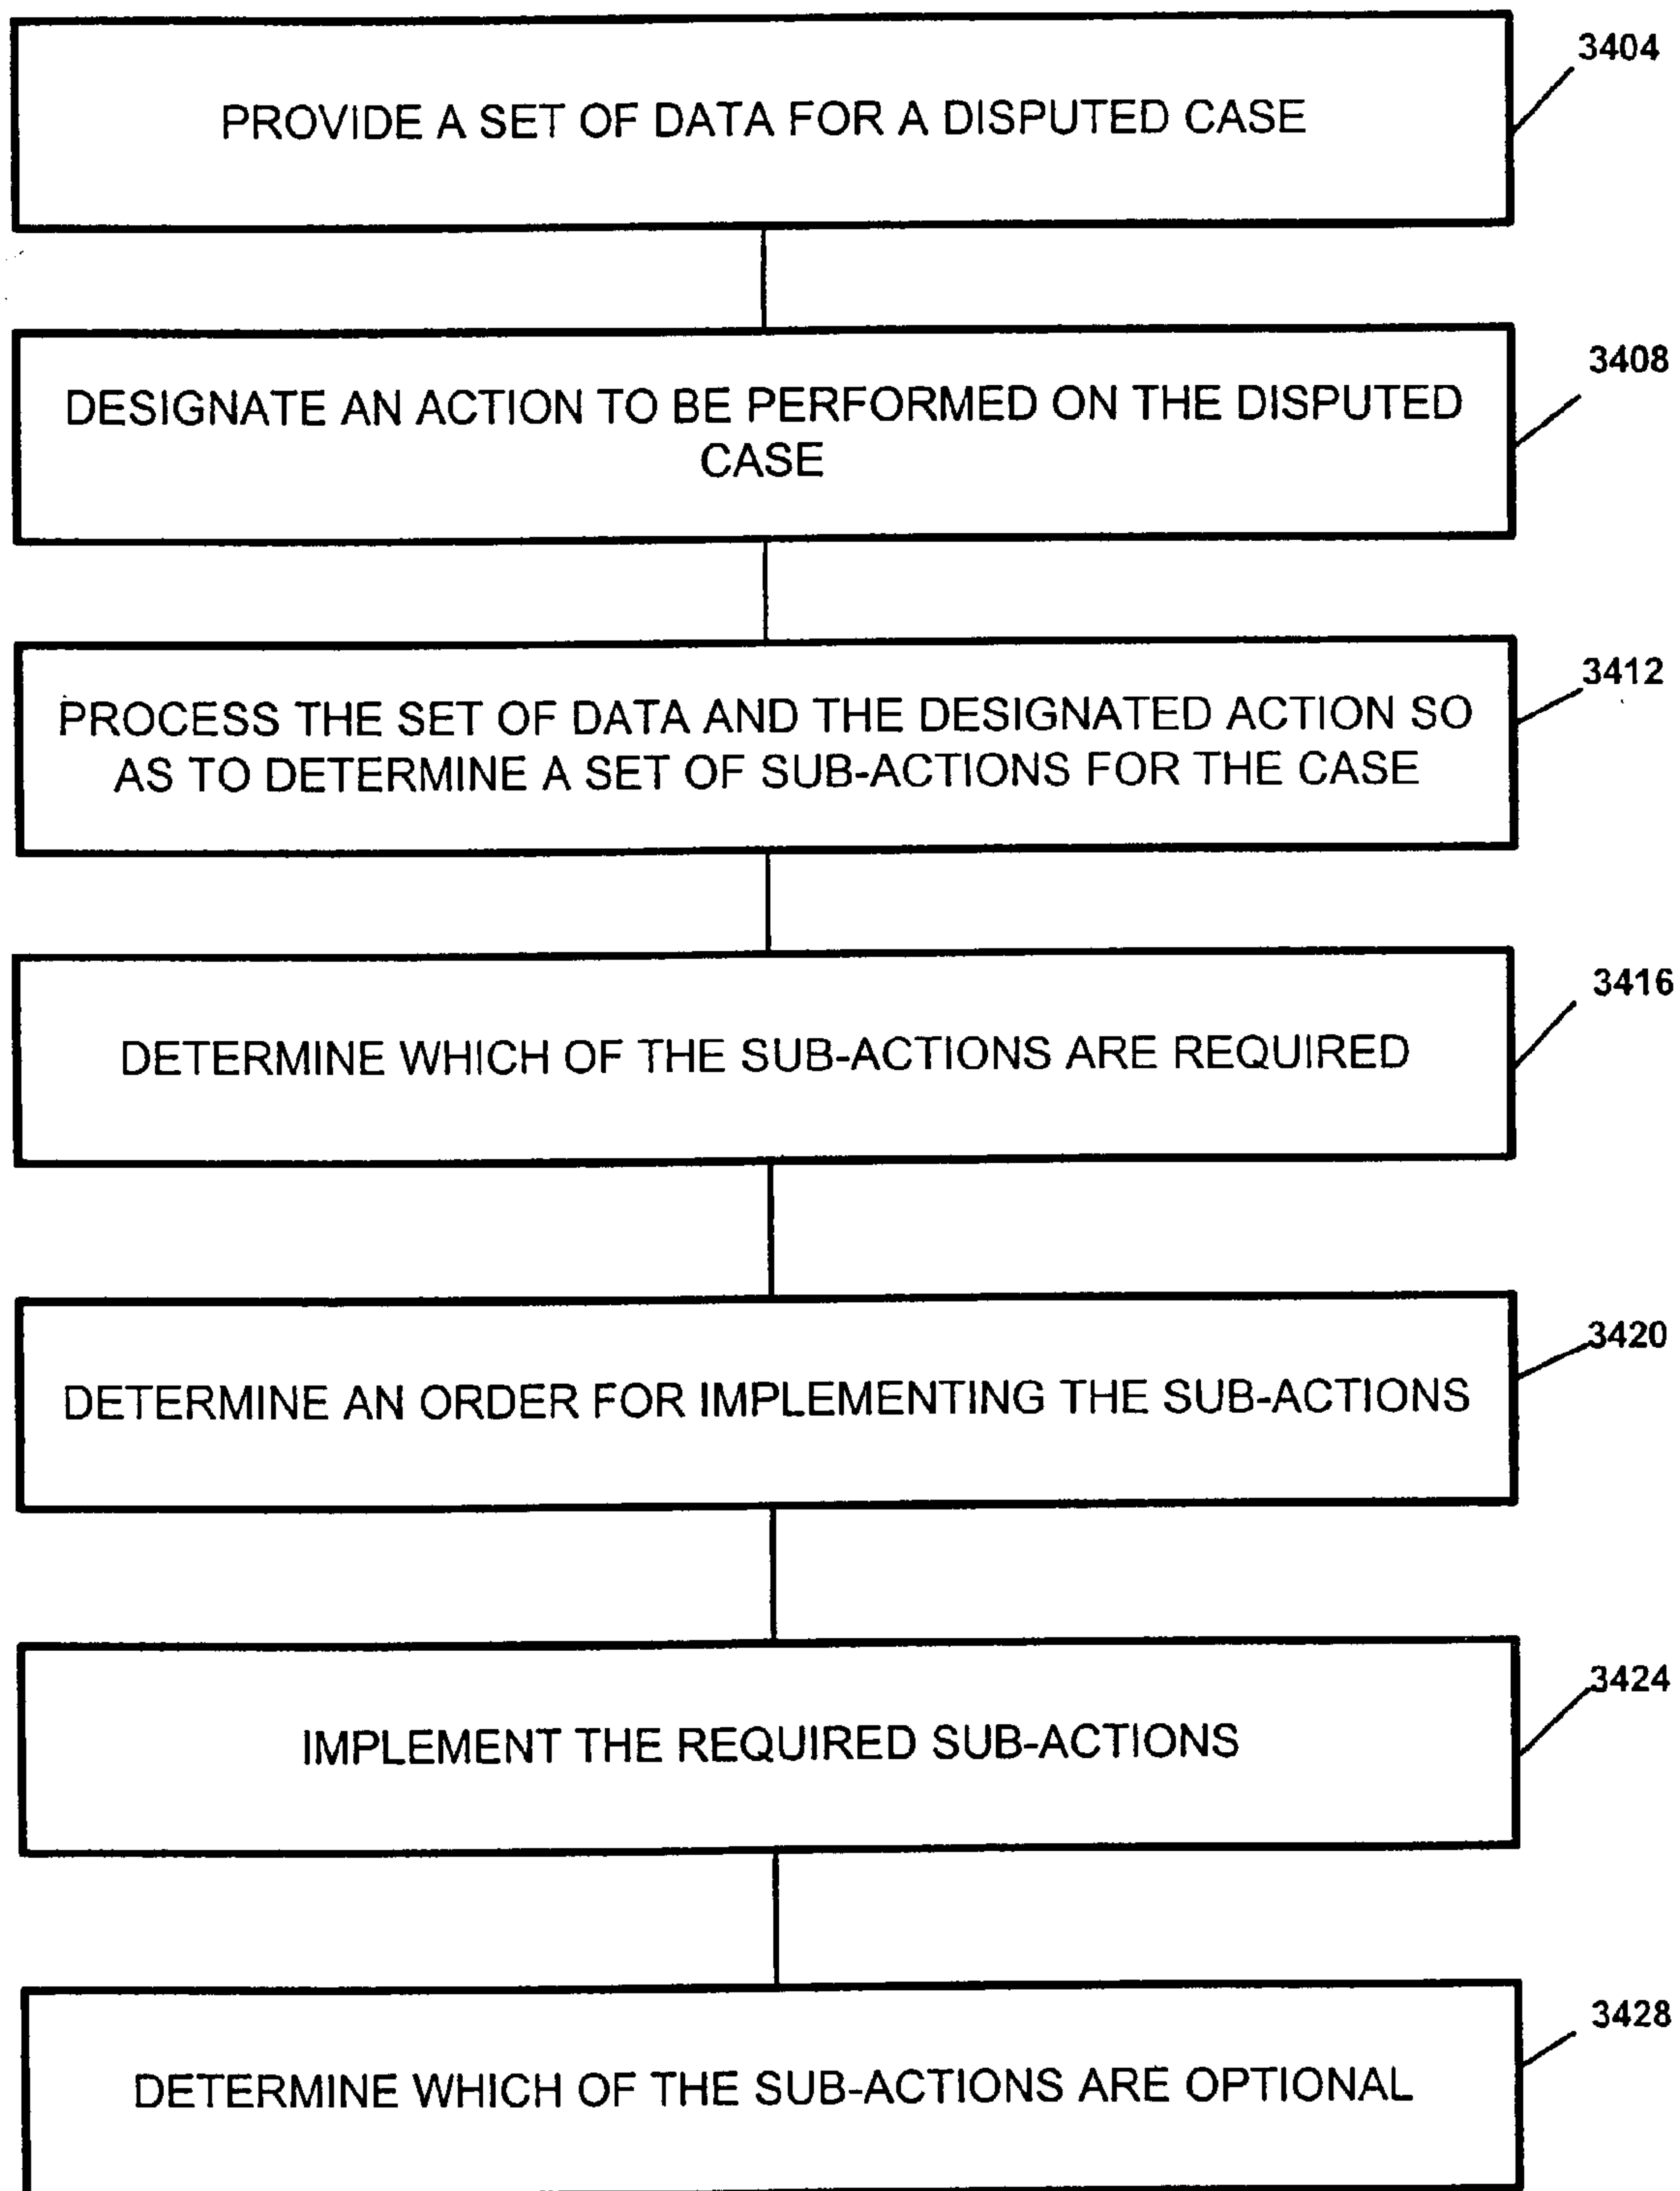 3404
PROVIDE A SET OF DATA FOR A DISPUTED CASE
3408
DESIGNATE AN ACTION TO BE PERFORMED ON THE DISPUTED
CASE
3412
PROCESS THE SET OF DATA AND THE DESIGNATED ACTION SO
AS TO DETERMINE A SET OF SUB-ACTIONS FOR THE CASE
3416
DETERMINE WHICH OF THE SUB-ACTIONS ARE REQUIRED
3420
DETERMINE AN ORDER FOR IMPLEMENTING THE SUB-ACTIONS
3424
IMPLEMENT THE REQUIRED SUB-ACTIONS
3428
DETERMINE WHICH OF THE SUB-ACTIONS ARE OPTIONAL